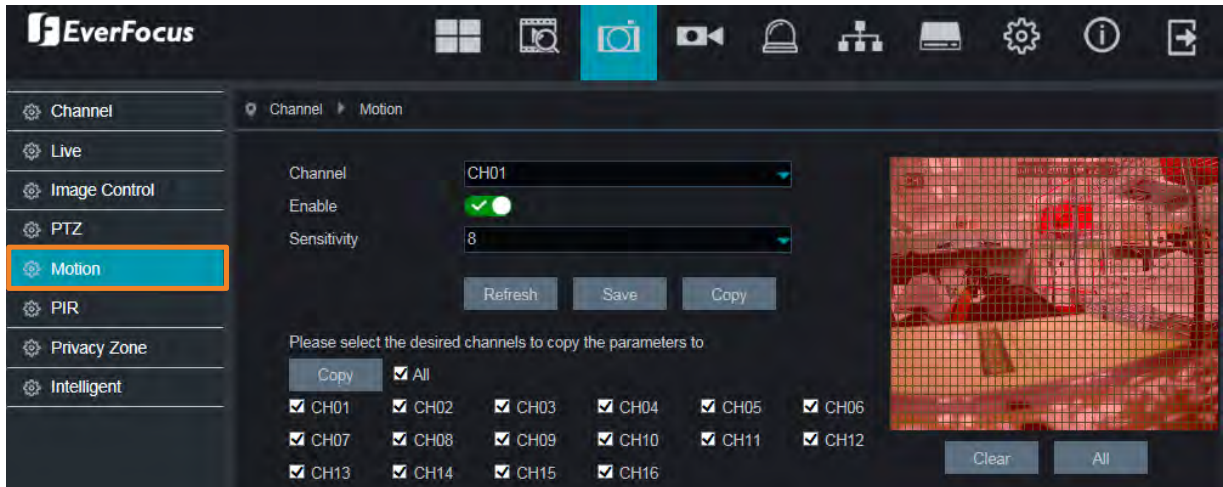 EverFocus
Channel
Live
Image Control
PTZ
Motion
PIR
Privacy Zone
Intelligent
Channel Motion
Channel CH01
Enable
Sensitivity 8
Refresh Save Copy
Please select the desired channels to copy the parameters to
Copy All
CH01 CH02 CH03 CH04 CH05 CH06
CH07 CH08 CH09 CH10 CH11 CH12
CH13 CH14 CH15 CH16
Clear All